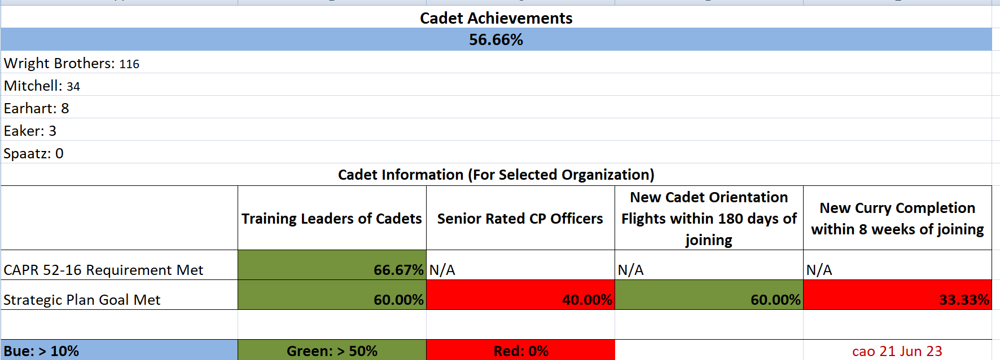 Cadet Achievements
56.66%
Wright Brothers: 116
Mitchell: 34
Earhart: 8
Eaker: 3
Spaatz: 0
Cadet Information (For Selected Organization)
Training Leaders of Cadets
Senior Rated CP Officers
New Cadet Orientation
Flights within 180 days of
joining
New Curry Completion
within 8 weeks of joining
CAPR 52-16 Requirement Met 66.67% N/A N/A N/A
Strategic Plan Goal Met 60.00% 40.00% 60.00% 33.33%
Bue: > 10% Green: > 50% Red: 0% cao 21 Jun 23